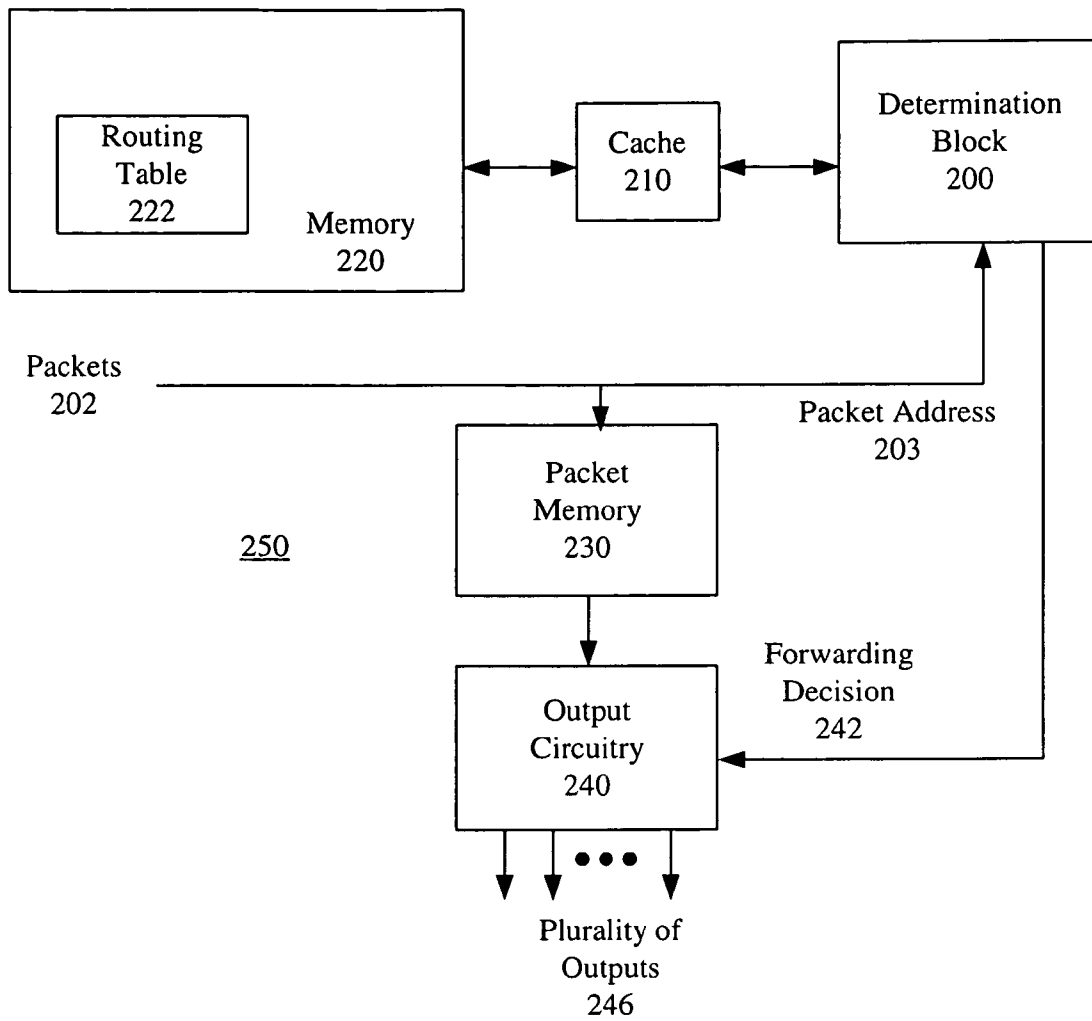 Routing
Table
222
Memory
220
Cache
210
Determination
Block
200
Packets
202
Packet Address
203
Packet
Memory
230
250
Forwarding
Decision
242
Output
Circuitry
240
Plurality of
Outputs
246